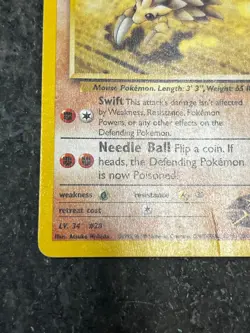 Mouse Pokémon. Length: 3' 3", Weight: 65
Swift This attack's damage isn't affected
by Weakness, Resistance, Pokémon
Powers, or any other effects on the
Defending Pokémon.
Needle Ball Flip a coin. If
heads, the Defending Pokémon
is now Poisoned.
weakness
resistance
retreat cost
LV. 34 #28